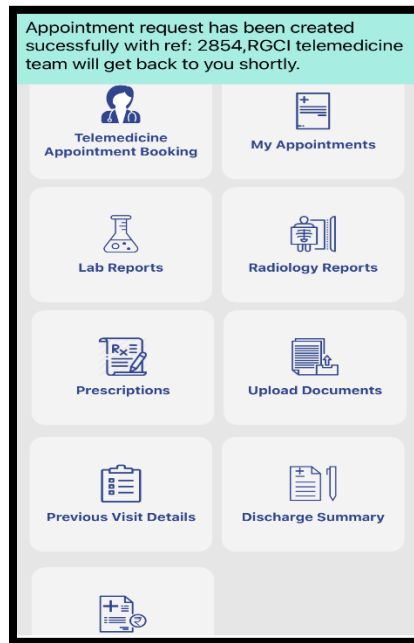 Appointment request has been created
sucessfully with ref: 2854,RGCI telemedicine
team will get back to you shortly.
Telemedicine
Appointment Booking
My Appointments
Lab Reports
Radiology Reports
Rx
Prescriptions
Upload Documents
Previous Visit Details
Discharge Summary
₹